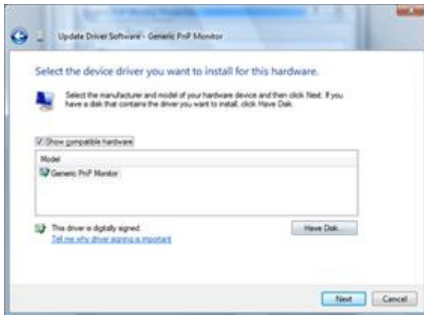 Update Driver Software - Generic PnP Monitor
Select the device driver you want to install for this hardware.
Select the manufacturer and model of your hardware device and then click Next. If you
have a disk that contains the driver you want to install, click Have Disk.
Show compatible hardware
Model
Generic PnP Monitor
This driver is digitally signed.
Have Disk...
Tell me why driver signing is important
Next
Cancel